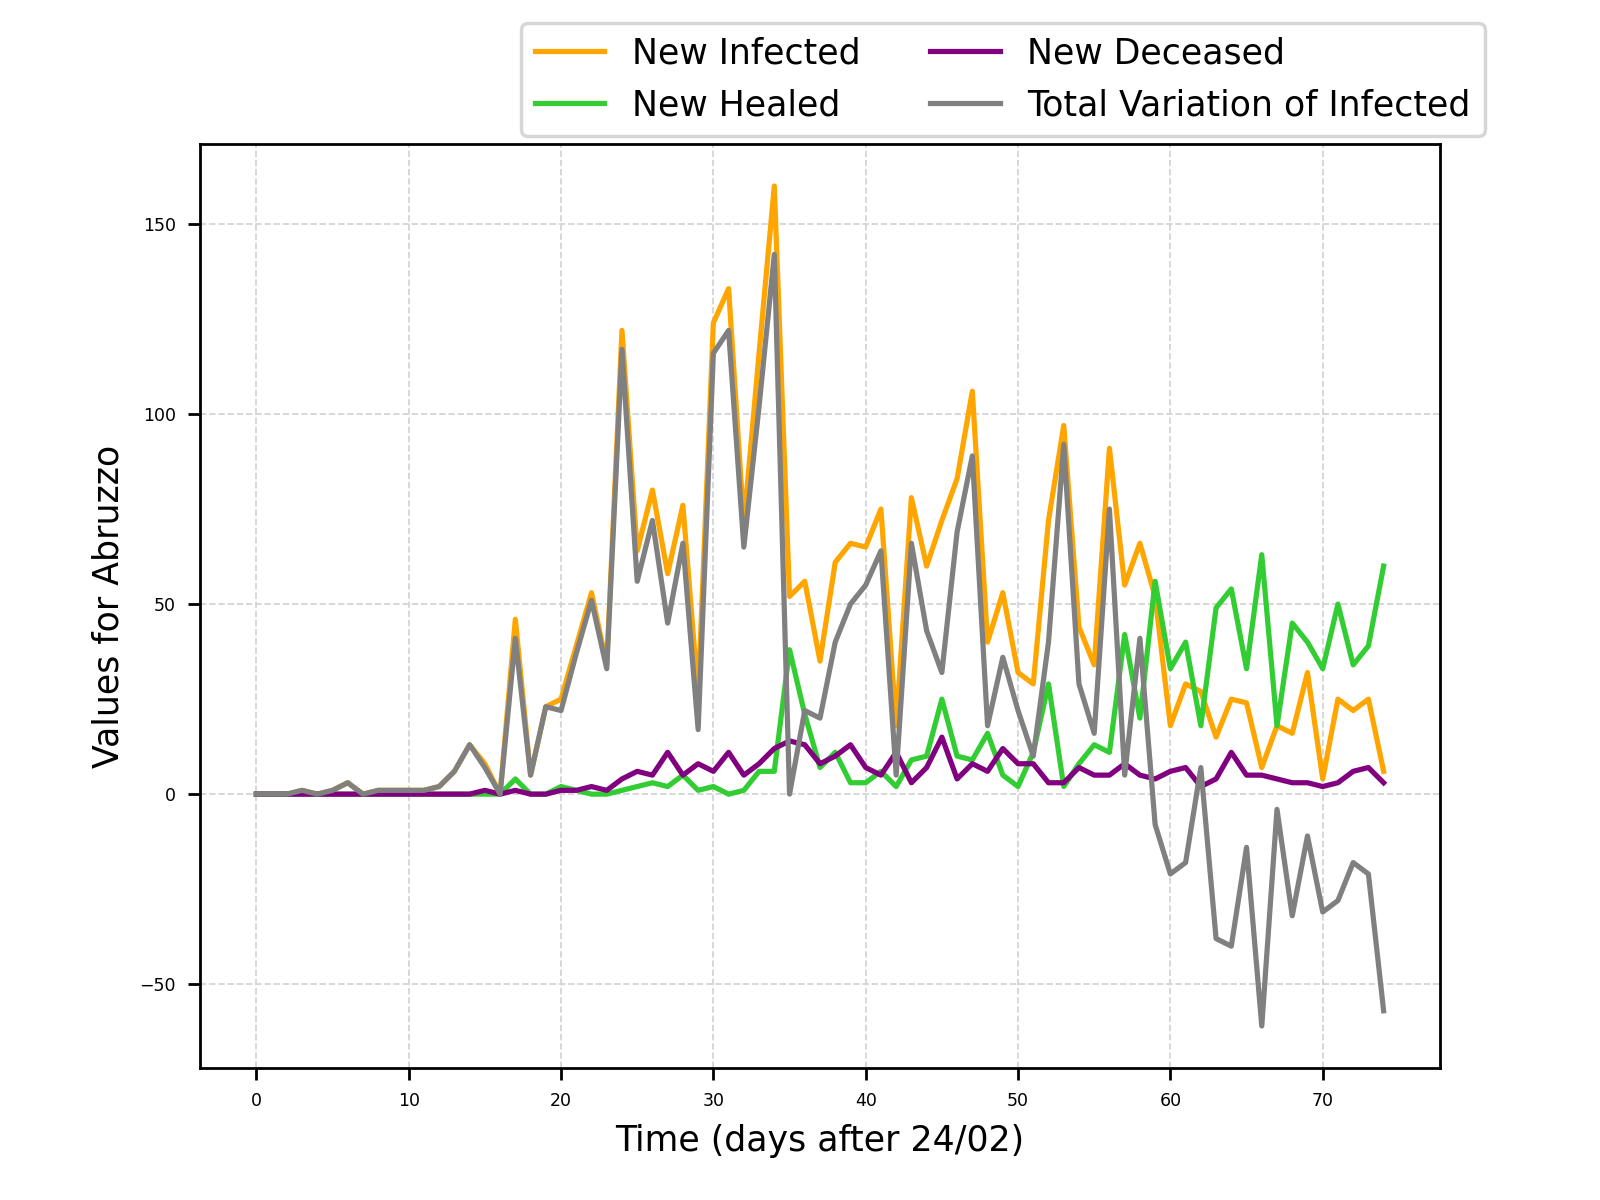 New Infected
New Healed
New Deceased
Total Variation of Infected
150
100
50
0
−50
Values for Abruzzo
0 10 20 30 40 50 60 70
Time (days after 24/02)